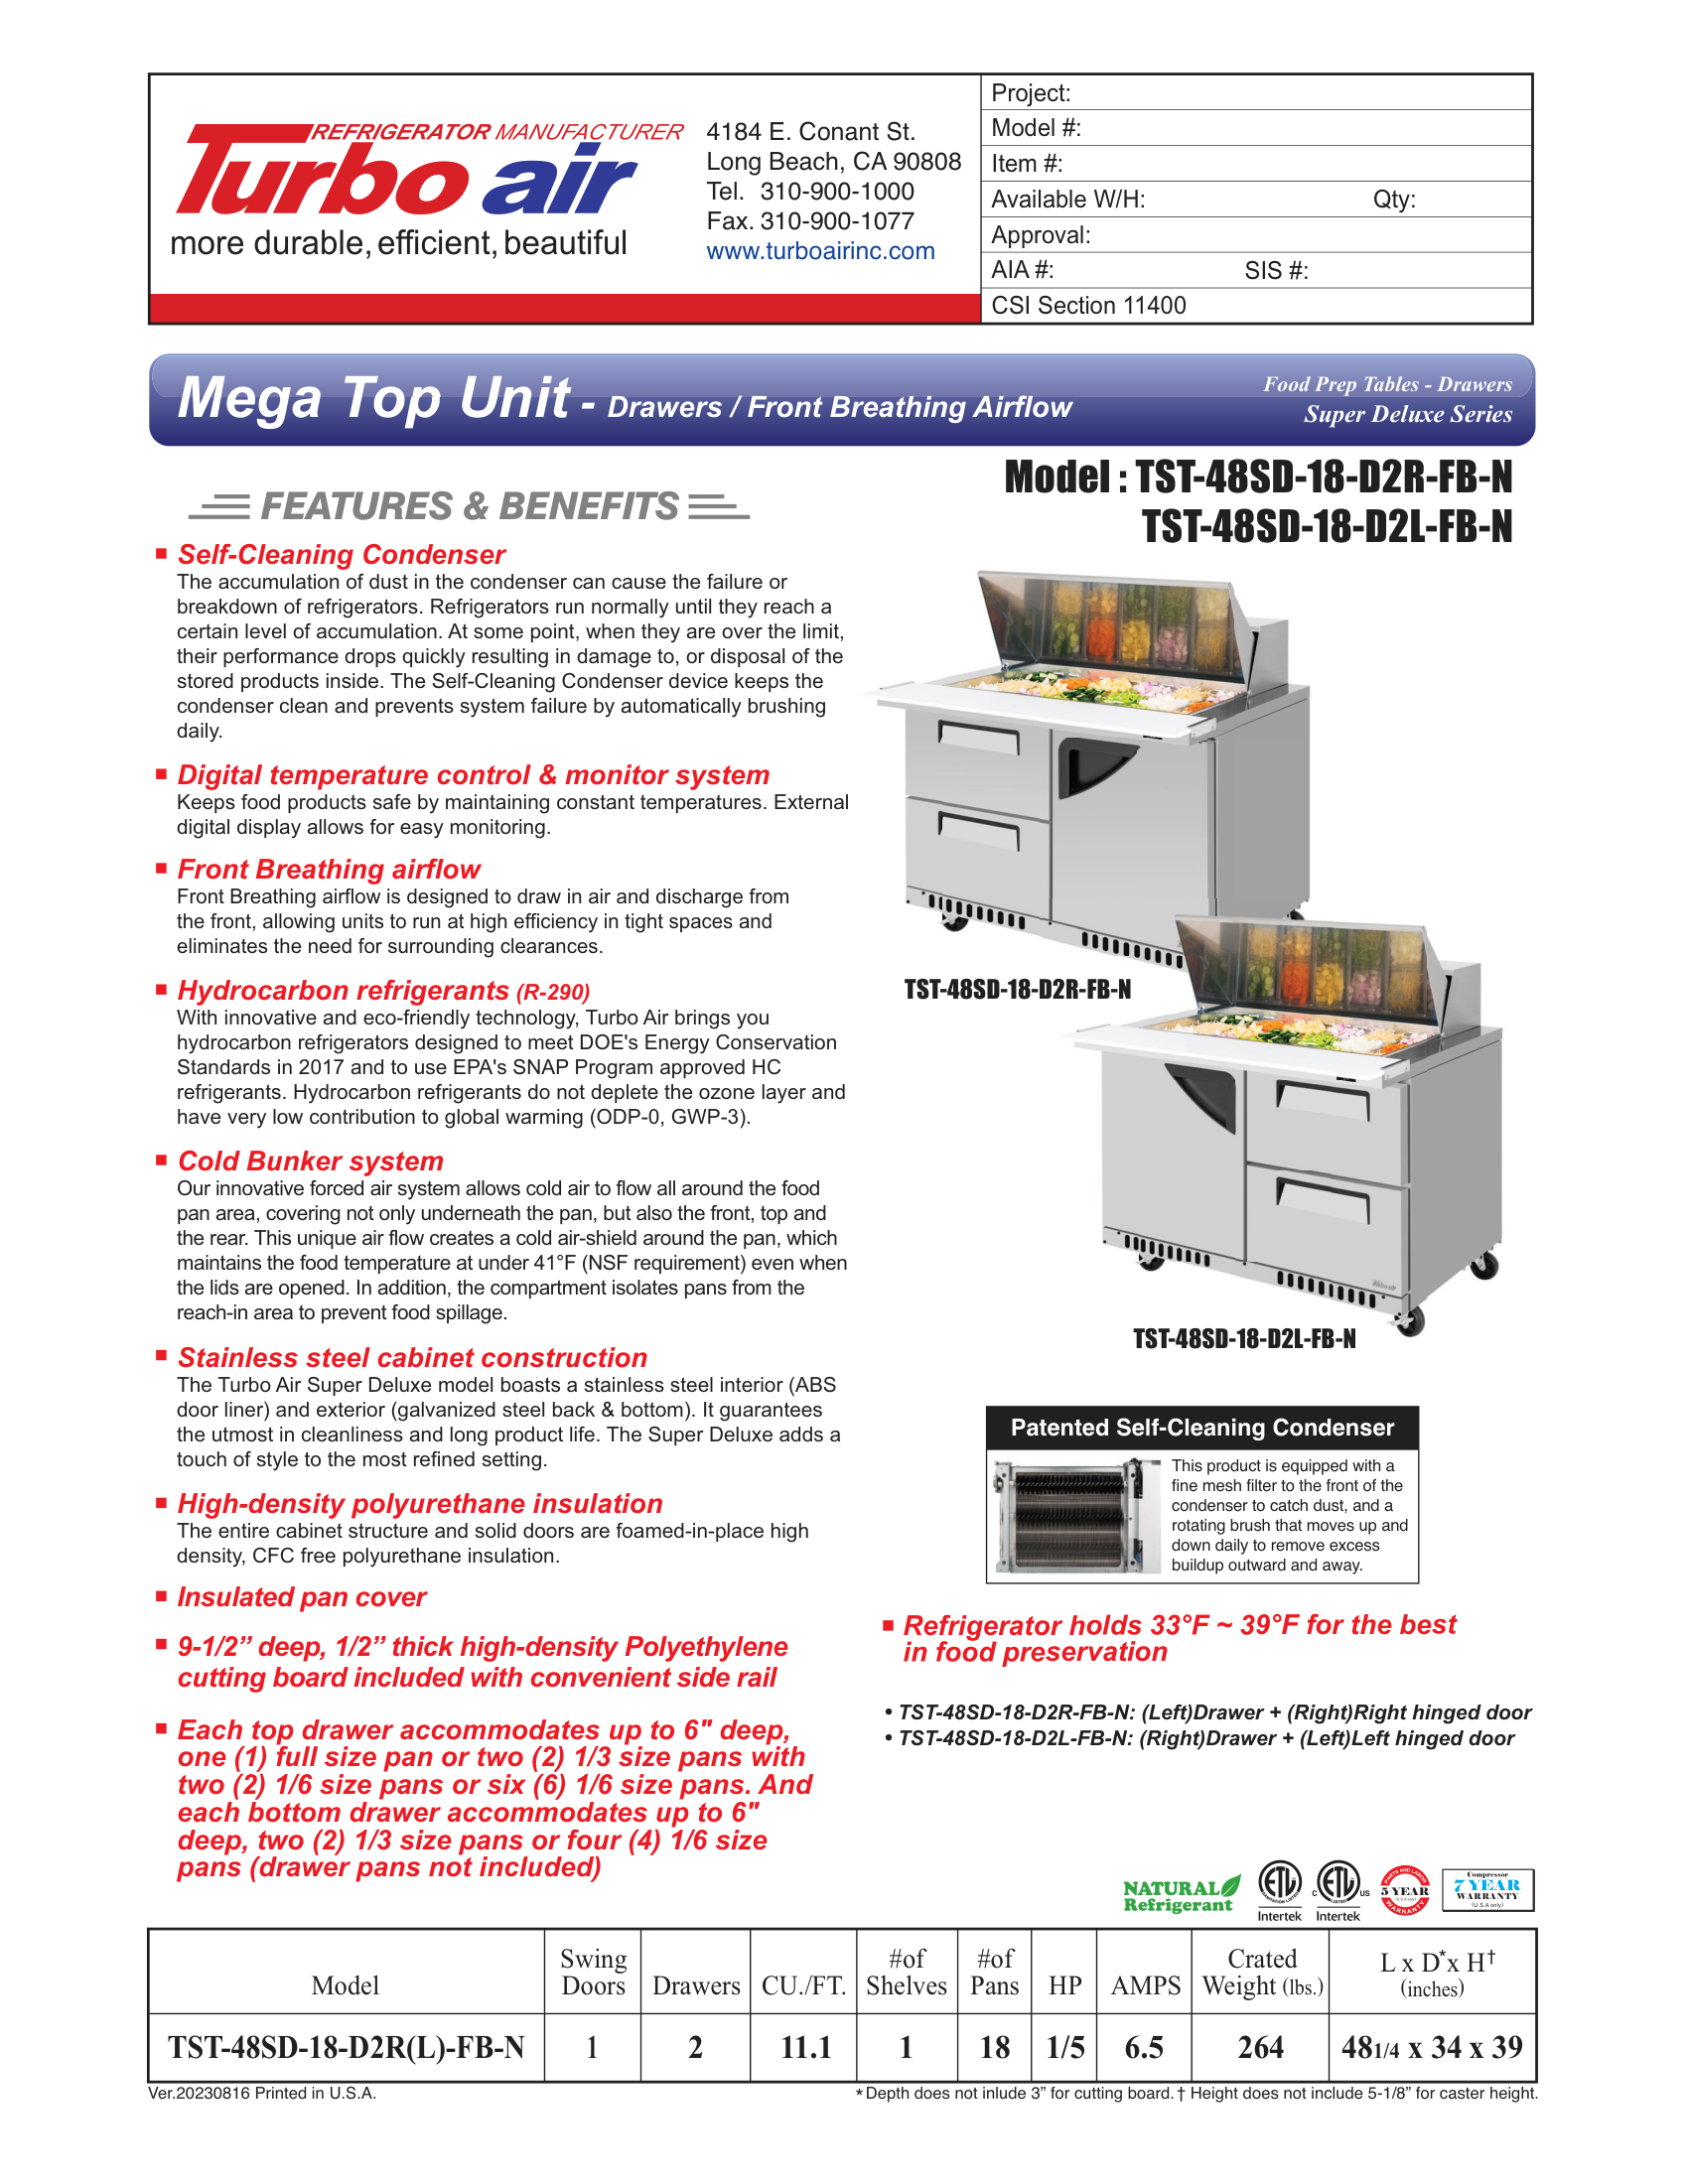 REFRIGERATOR MANUFACTURER
Turbo air
more durable, efficient, beautiful
4184 E. Conant St.
Long Beach, CA 90808
Tel. 310-900-1000
Fax. 310-900-1077
www.turboairinc.com
Project:
Model #:
Item #:
Available W/H: Qty:
Approval:
AIA #: SIS #:
CSI Section 11400
Mega Top Unit - Drawers / Front Breathing Airflow
Food Prep Tables - Drawers
Super Deluxe Series
Model : TST-48SD-18-D2R-FB-N
TST-48SD-18-D2L-FB-N
FEATURES & BENEFITS
Self-Cleaning Condenser
The accumulation of dust in the condenser can cause the failure or
breakdown of refrigerators. Refrigerators run normally until they reach a
certain level of accumulation. At some point, when they are over the limit,
their performance drops quickly resulting in damage to, or disposal of the
stored products inside. The Self-Cleaning Condenser device keeps the
condenser clean and prevents system failure by automatically brushing
daily.
Digital temperature control & monitor system
Keeps food products safe by maintaining constant temperatures. External
digital display allows for easy monitoring.
Front Breathing airflow
Front Breathing airflow is designed to draw in air and discharge from
the front, allowing units to run at high efficiency in tight spaces and
eliminates the need for surrounding clearances.
Hydrocarbon refrigerants (R-290)
With innovative and eco-friendly technology, Turbo Air brings you
hydrocarbon refrigerators designed to meet DOE's Energy Conservation
Standards in 2017 and to use EPA's SNAP Program approved HC
refrigerants. Hydrocarbon refrigerants do not deplete the ozone layer and
have very low contribution to global warming (ODP-0, GWP-3).
Cold Bunker system
Our innovative forced air system allows cold air to flow all around the food
pan area, covering not only underneath the pan, but also the front, top and
the rear. This unique air flow creates a cold air-shield around the pan, which
maintains the food temperature at under 41°F (NSF requirement) even when
the lids are opened. In addition, the compartment isolates pans from the
reach-in area to prevent food spillage.
Stainless steel cabinet construction
The Turbo Air Super Deluxe model boasts a stainless steel interior (ABS
door liner) and exterior (galvanized steel back & bottom). It guarantees
the utmost in cleanliness and long product life. The Super Deluxe adds a
touch of style to the most refined setting.
High-density polyurethane insulation
The entire cabinet structure and solid doors are foamed-in-place high
density, CFC free polyurethane insulation.
Insulated pan cover
9-1/2” deep, 1/2” thick high-density Polyethylene
cutting board included with convenient side rail
Each top drawer accommodates up to 6" deep,
one (1) full size pan or two (2) 1/3 size pans with
two (2) 1/6 size pans or six (6) 1/6 size pans. And
each bottom drawer accommodates up to 6"
deep, two (2) 1/3 size pans or four (4) 1/6 size
pans (drawer pans not included)
TST-48SD-18-D2R-FB-N
TST-48SD-18-D2L-FB-N
Patented Self-Cleaning Condenser
This product is equipped with a
fine mesh filter to the front of the
condenser to catch dust, and a
rotating brush that moves up and
down daily to remove excess
buildup outward and away.
Refrigerator holds 33°F ~ 39°F for the best
in food preservation
• TST-48SD-18-D2R-FB-N: (Left)Drawer + (Right)Right hinged door
• TST-48SD-18-D2L-FB-N: (Right)Drawer + (Left)Left hinged door
NATURAL
Refrigerant
ETL
Intertek
C ETL US
Intertek
PARTS AND LABOR
5 YEAR
WARRANTY
Compressor
7 YEAR
WARRANTY
(U.S.A only)
Model Swing Doors Drawers CU./FT. #of Shelves #of Pans HP AMPS Crated Weight (lbs.) L x D* x H† (inches)
TST-48SD-18-D2R(L)-FB-N 1 2 11.1 1 18 1/5 6.5 264 481/4 x 34 x 39
Ver.20230816 Printed in U.S.A.
* Depth does not inlude 3” for cutting board. † Height does not include 5-1/8” for caster height.